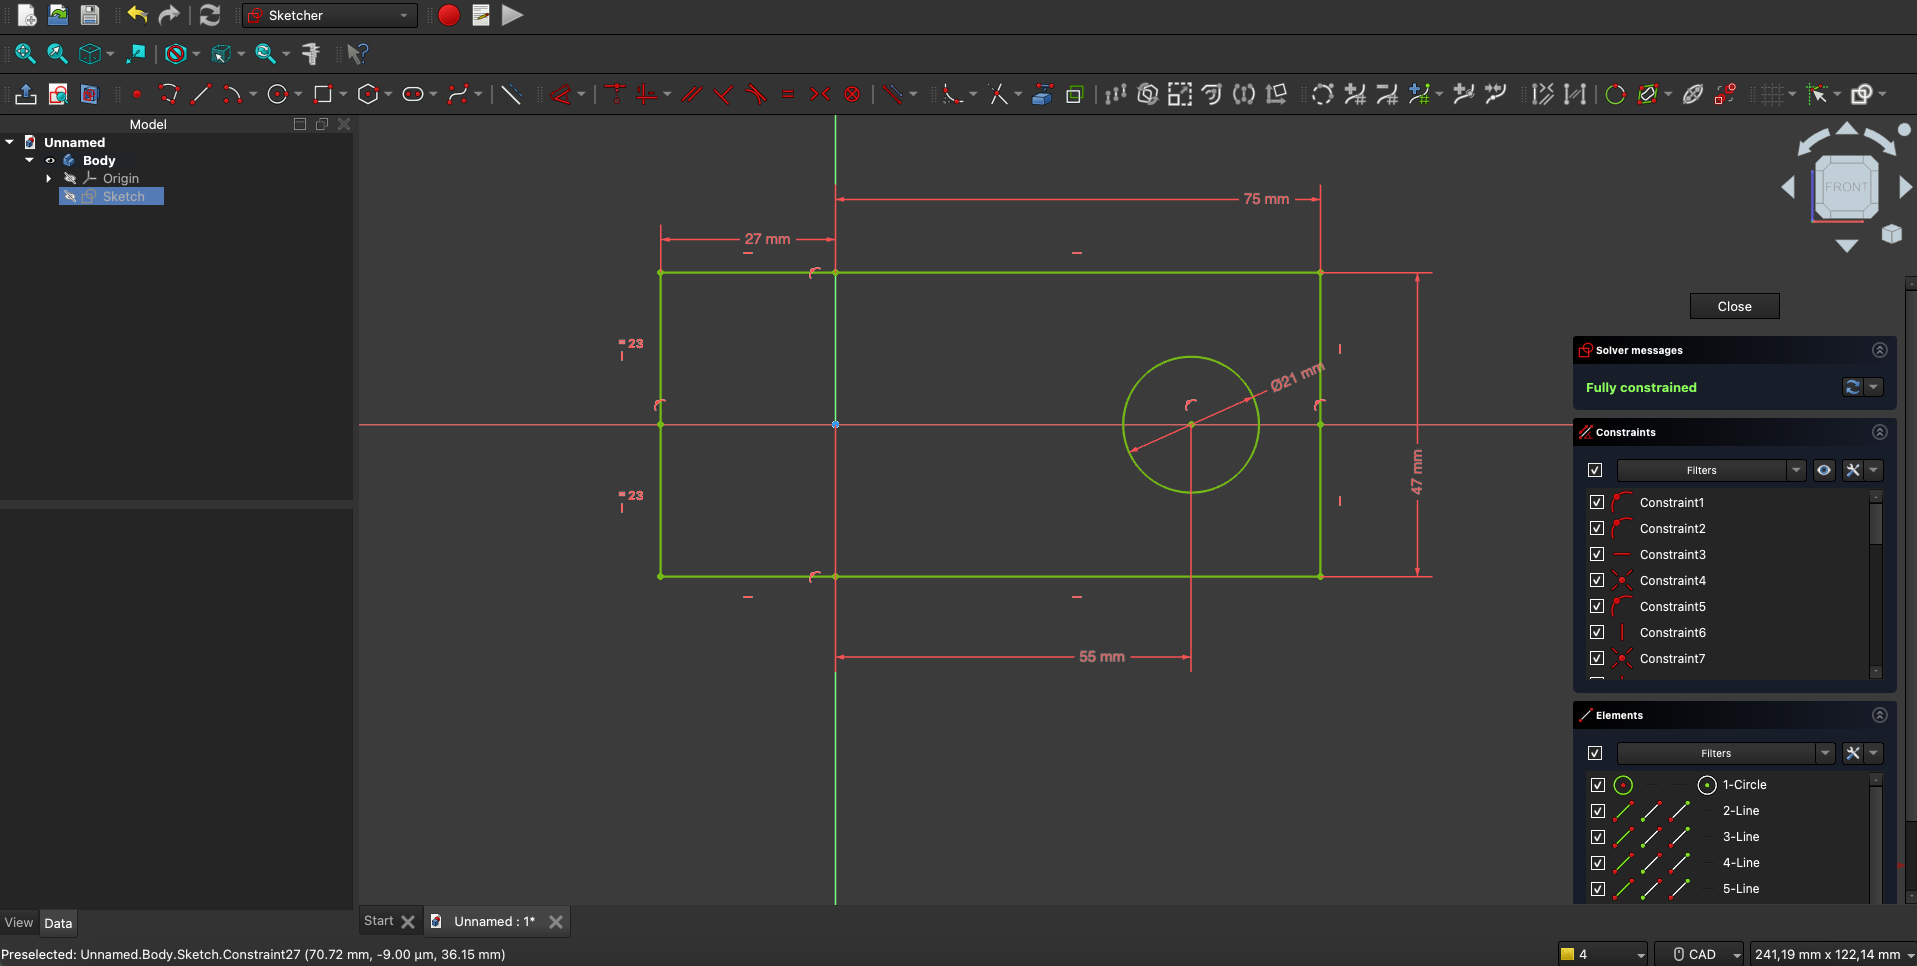 Sketcher
Model
Unnamed
Body
Origin
Sketch
FRONT
75 mm
27 mm
23
23
Ø21 mm
47 mm
55 mm
Close
Solver messages
Fully constrained
Constraints
Filters
Constraint1
Constraint2
Constraint3
Constraint4
Constraint5
Constraint6
Constraint7
Elements
Filters
1-Circle
2-Line
3-Line
4-Line
5-Line
View Data
Start Unnamed : 1*
Preselected: Unnamed.Body.Sketch.Constraint27 (70.72 mm, -9.00 µm, 36.15 mm)
4 CAD 241,19 mm x 122,14 mm